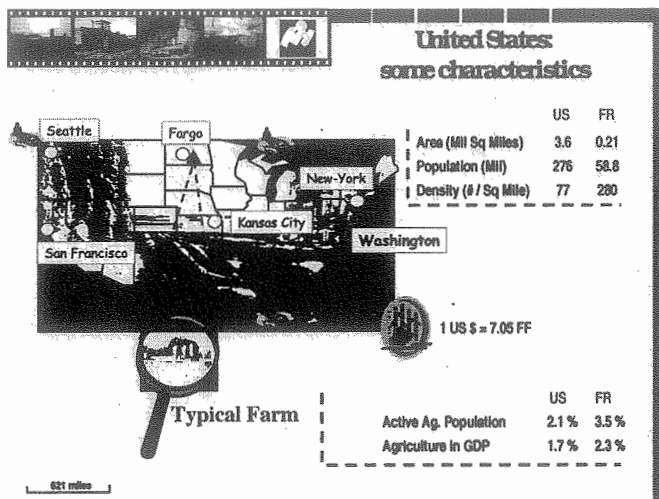 United States:
some characteristics
US FR
Area (Mil Sq Miles) 3.6 0.21
Population (Mil) 276 58.8
Density (# / Sq Mile) 77 280
Seattle
Fargo
New-York
Kansas City
Washington
San Francisco
1 US $ = 7.05 FF
Typical Farm
US FR
Active Ag. Population 2.1 % 3.5 %
Agriculture in GDP 1.7 % 2.3 %
621 miles